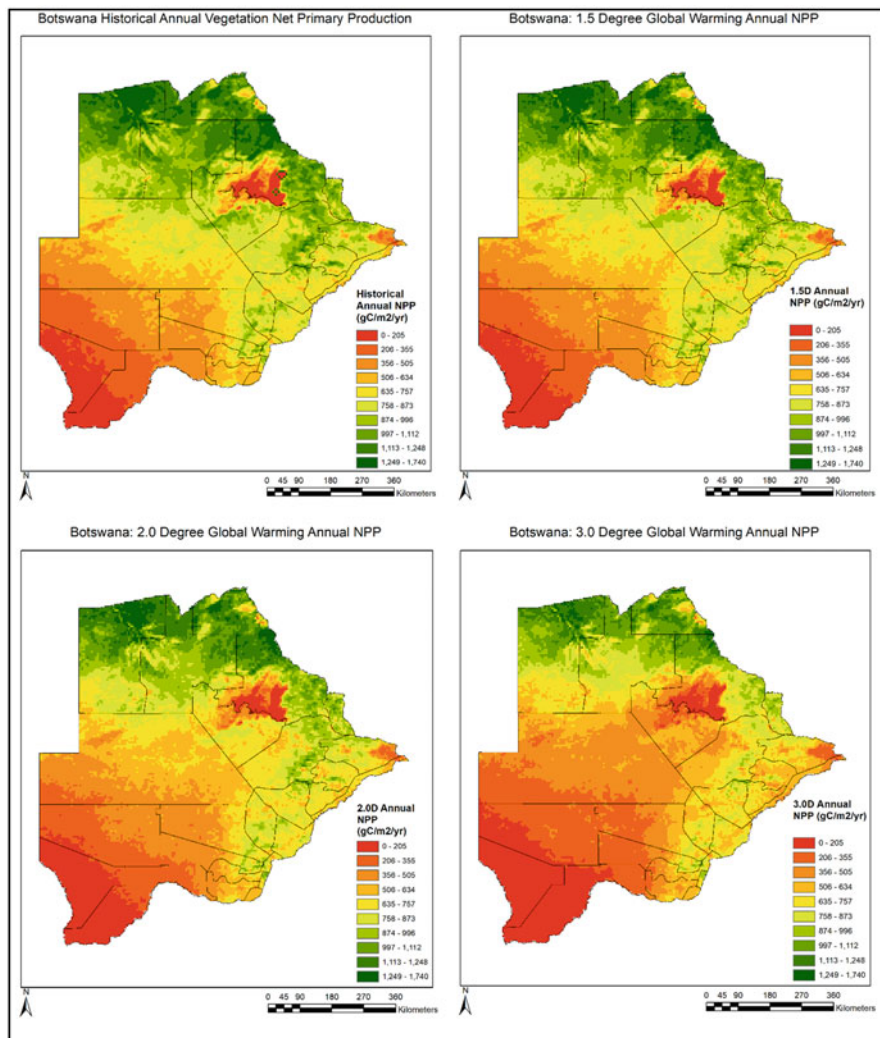 Botswana Historical Annual Vegetation Net Primary Production
Historical
Annual NPP
(gC/m2/yr)
0 - 205
206 - 355
356 - 505
506 - 634
635 - 757
758 - 873
874 - 996
997 - 1,112
1,113 - 1,248
1,249 - 1,740
N
0 45 90 180 270 360
Kilometers
Botswana: 1.5 Degree Global Warming Annual NPP
1.5D Annual
NPP (gC/m2/yr)
0 - 205
206 - 355
356 - 505
506 - 634
635 - 757
758 - 873
874 - 996
997 - 1,112
1,113 - 1,248
1,249 - 1,740
N
0 45 90 180 270 360
Kilometers
Botswana: 2.0 Degree Global Warming Annual NPP
2.0D Annual
NPP
(gC/m2/yr)
0 - 205
206 - 355
356 - 505
506 - 634
635 - 757
758 - 873
874 - 996
997 - 1,112
1,113 - 1,248
1,249 - 1,740
N
0 45 90 180 270 360
Kilometers
Botswana: 3.0 Degree Global Warming Annual NPP
3.0D Annual
NPP (gC/m2/yr)
0 - 205
206 - 355
356 - 505
506 - 634
635 - 757
758 - 873
874 - 996
997 - 1,112
1,113 - 1,248
1,249 - 1,740
N
0 45 90 180 270 360
Kilometers